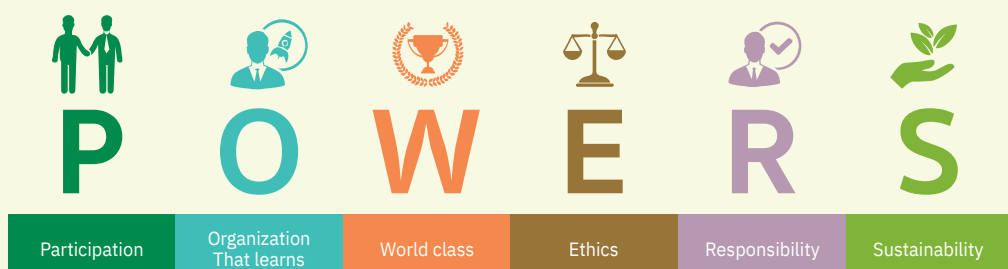 P O W E R S
Participation
Organization
That learns
World class
Ethics
Responsibility
Sustainability